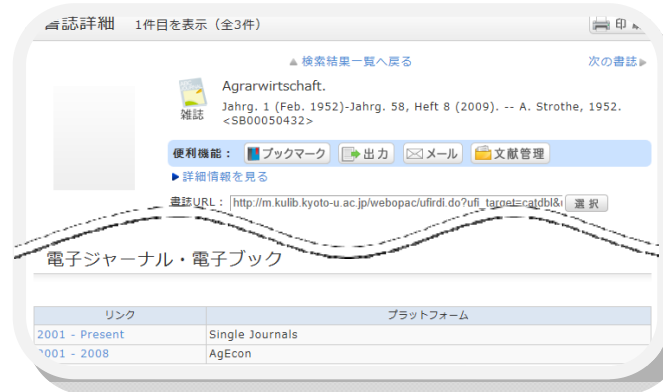 書誌詳細 1件目を表示（全3件）
印
▲検索結果一覧へ戻る 次の書誌▶
Agrarwirtschaft.
雑誌
Jahrg. 1 (Feb. 1952)-Jahrg. 58, Heft 8 (2009). -- A. Strothe, 1952.
<SB00050432>
便利機能： ブックマーク 出力 メール 文献管理
▶詳細情報を見る
書誌URL： http://m.kulib.kyoto-u.ac.jp/webopac/ufirdi.do?ufi_target=catdbl& 選択
電子ジャーナル・電子ブック
リンク プラットフォーム
2001 - Present Single Journals
2001 - 2008 AgEcon